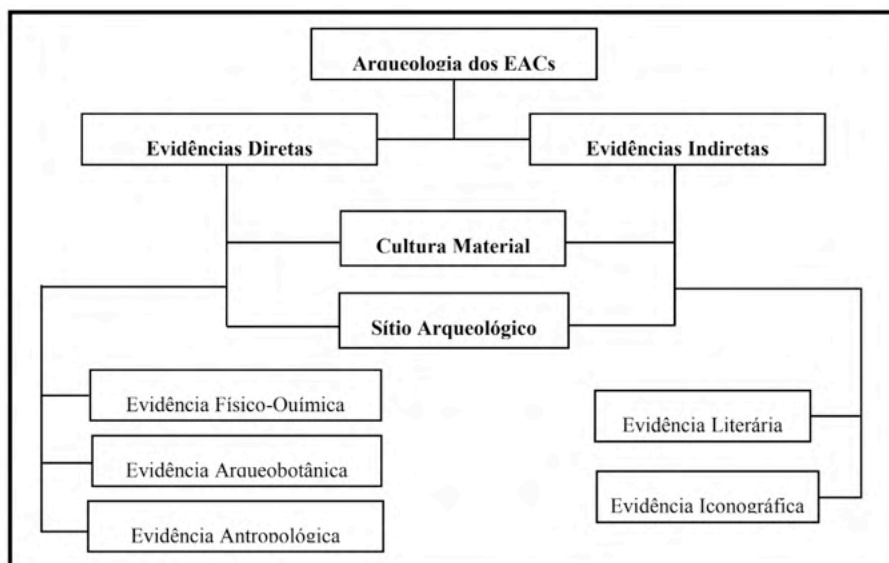 Arqueologia dos EACs
Evidências Diretas
Evidências Indiretas
Cultura Material
Sítio Arqueológico
Evidência Físico-Química
Evidência Arqueobotânica
Evidência Antropológica
Evidência Literária
Evidência Iconográfica